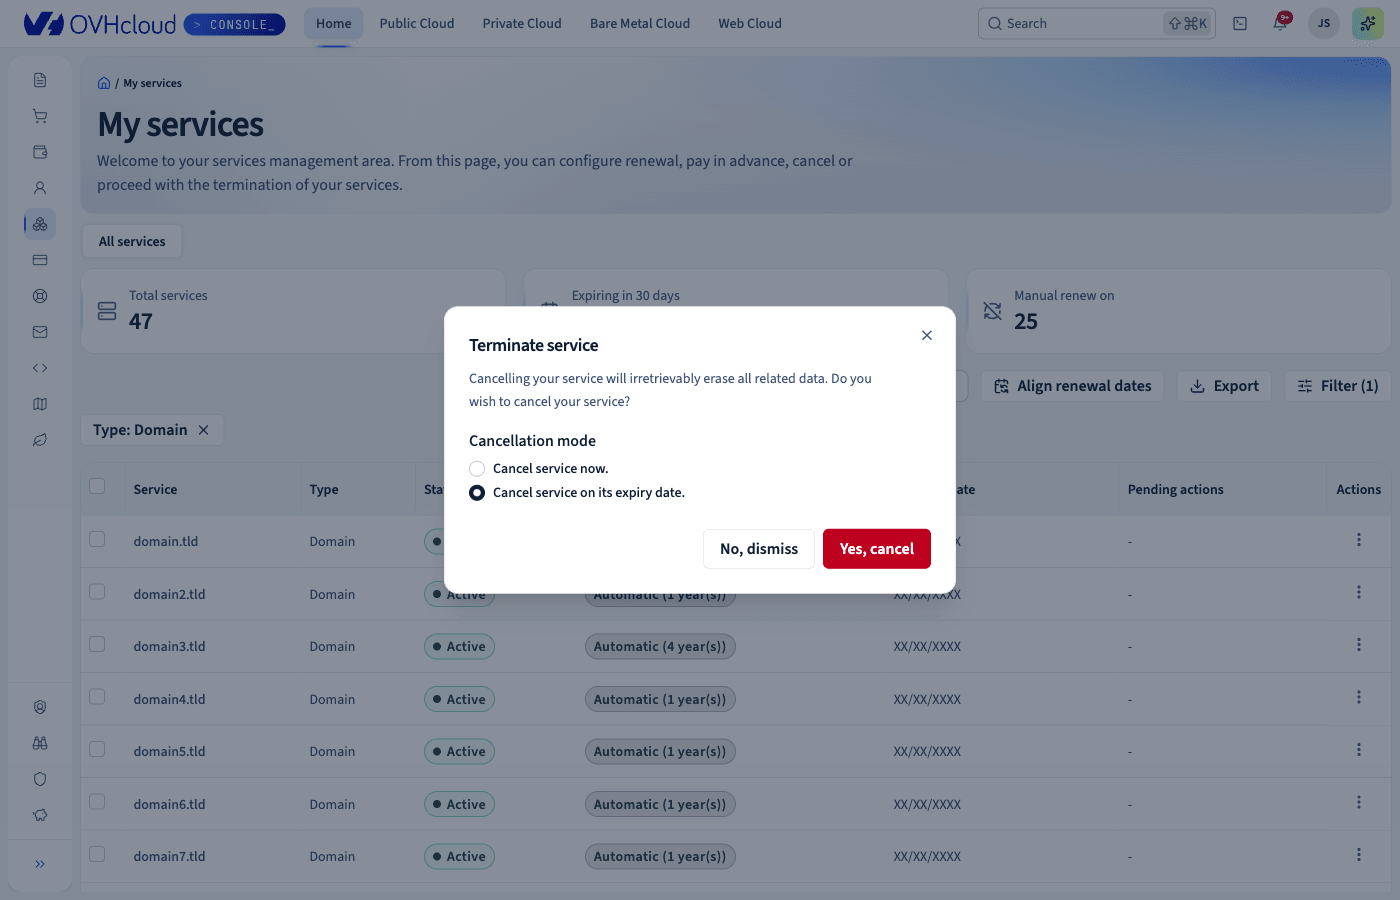 OVHcloud > CONSOLE_
Home
Public Cloud
Private Cloud
Bare Metal Cloud
Web Cloud
Search
⇧⌘K
9+
JS
/ My services
My services
Welcome to your services management area. From this page, you can configure renewal, pay in advance, cancel or
proceed with the termination of your services.
All services
Total services
47
Expiring in 30 days
Manual renew on
25
Align renewal dates
Export
Filter (1)
Type: Domain
Terminate service
Cancelling your service will irretrievably erase all related data. Do you
wish to cancel your service?
Cancellation mode
Cancel service now.
Cancel service on its expiry date.
No, dismiss
Yes, cancel
Service
Type
Pending actions
Actions
domain.tld
Domain
-
domain2.tld
Domain
Active
Automatic (1 year(s))
XX/XX/XXXX
-
domain3.tld
Domain
Active
Automatic (4 year(s))
XX/XX/XXXX
-
domain4.tld
Domain
Active
Automatic (1 year(s))
XX/XX/XXXX
-
domain5.tld
Domain
Active
Automatic (1 year(s))
XX/XX/XXXX
-
domain6.tld
Domain
Active
Automatic (1 year(s))
XX/XX/XXXX
-
domain7.tld
Domain
Active
Automatic (1 year(s))
XX/XX/XXXX
-